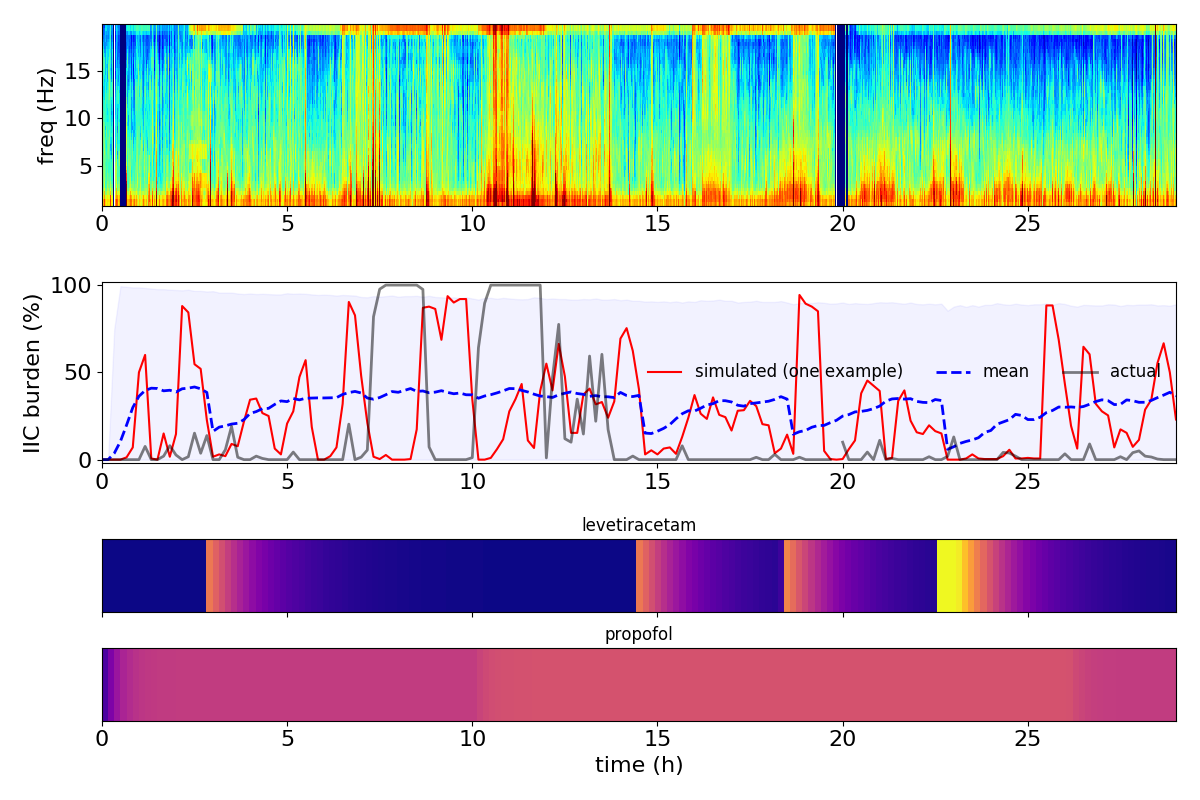 freq (Hz)
15
10
5
0 5 10 15 20 25
IIC burden (%)
100
50
0
simulated (one example) mean actual
0 5 10 15 20 25
levetiracetam
propofol
0 5 10 15 20 25
time (h)